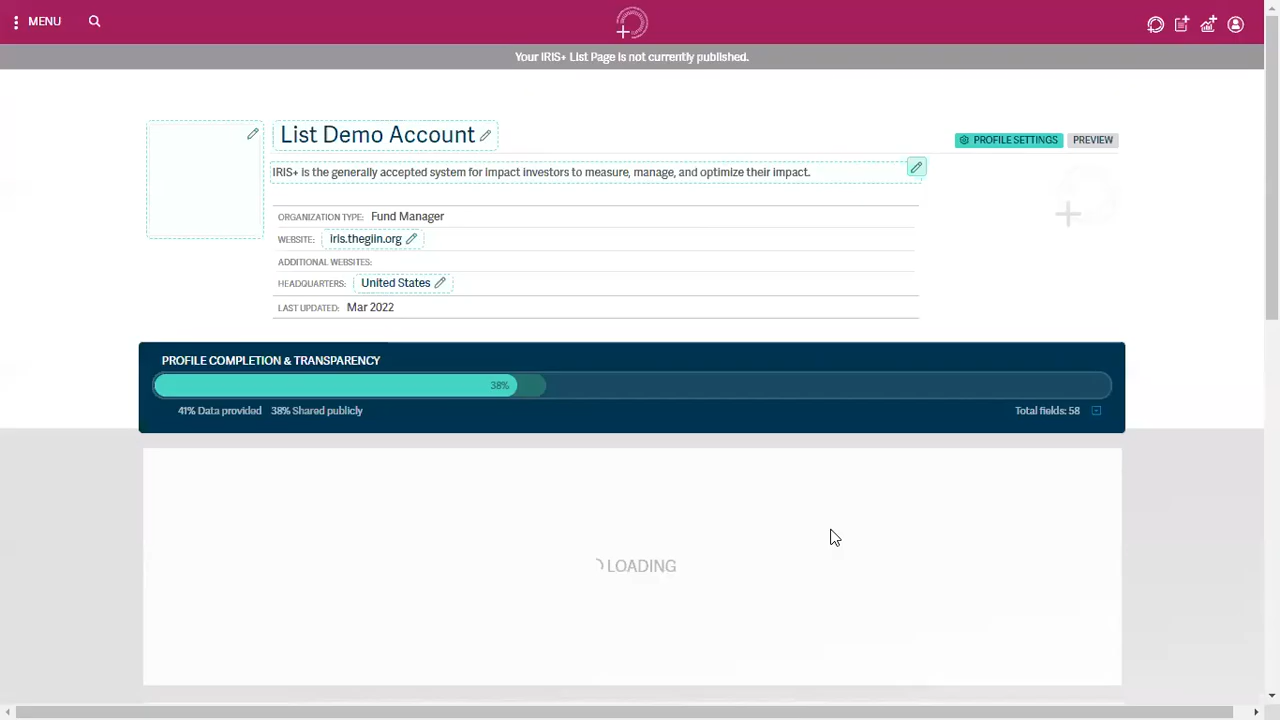 MENU
Your IRIS+ List Page is not currently published.
List Demo Account
PROFILE SETTINGS PREVIEW
IRIS+ is the generally accepted system for impact investors to measure, manage, and optimize their impact.
ORGANIZATION TYPE: Fund Manager
WEBSITE: iris.thegiin.org
ADDITIONAL WEBSITES:
HEADQUARTERS: United States
LAST UPDATED: Mar 2022
PROFILE COMPLETION & TRANSPARENCY
38%
41% Data provided 38% Shared publicly Total fields: 58
LOADING